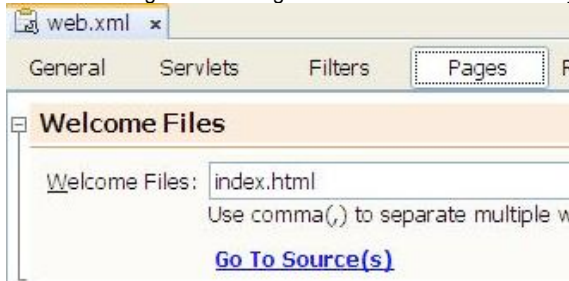 web.xml
General Servlets Filters Pages
Welcome Files
Welcome Files: index.html
Use comma(,) to separate multiple
Go To Source(s)